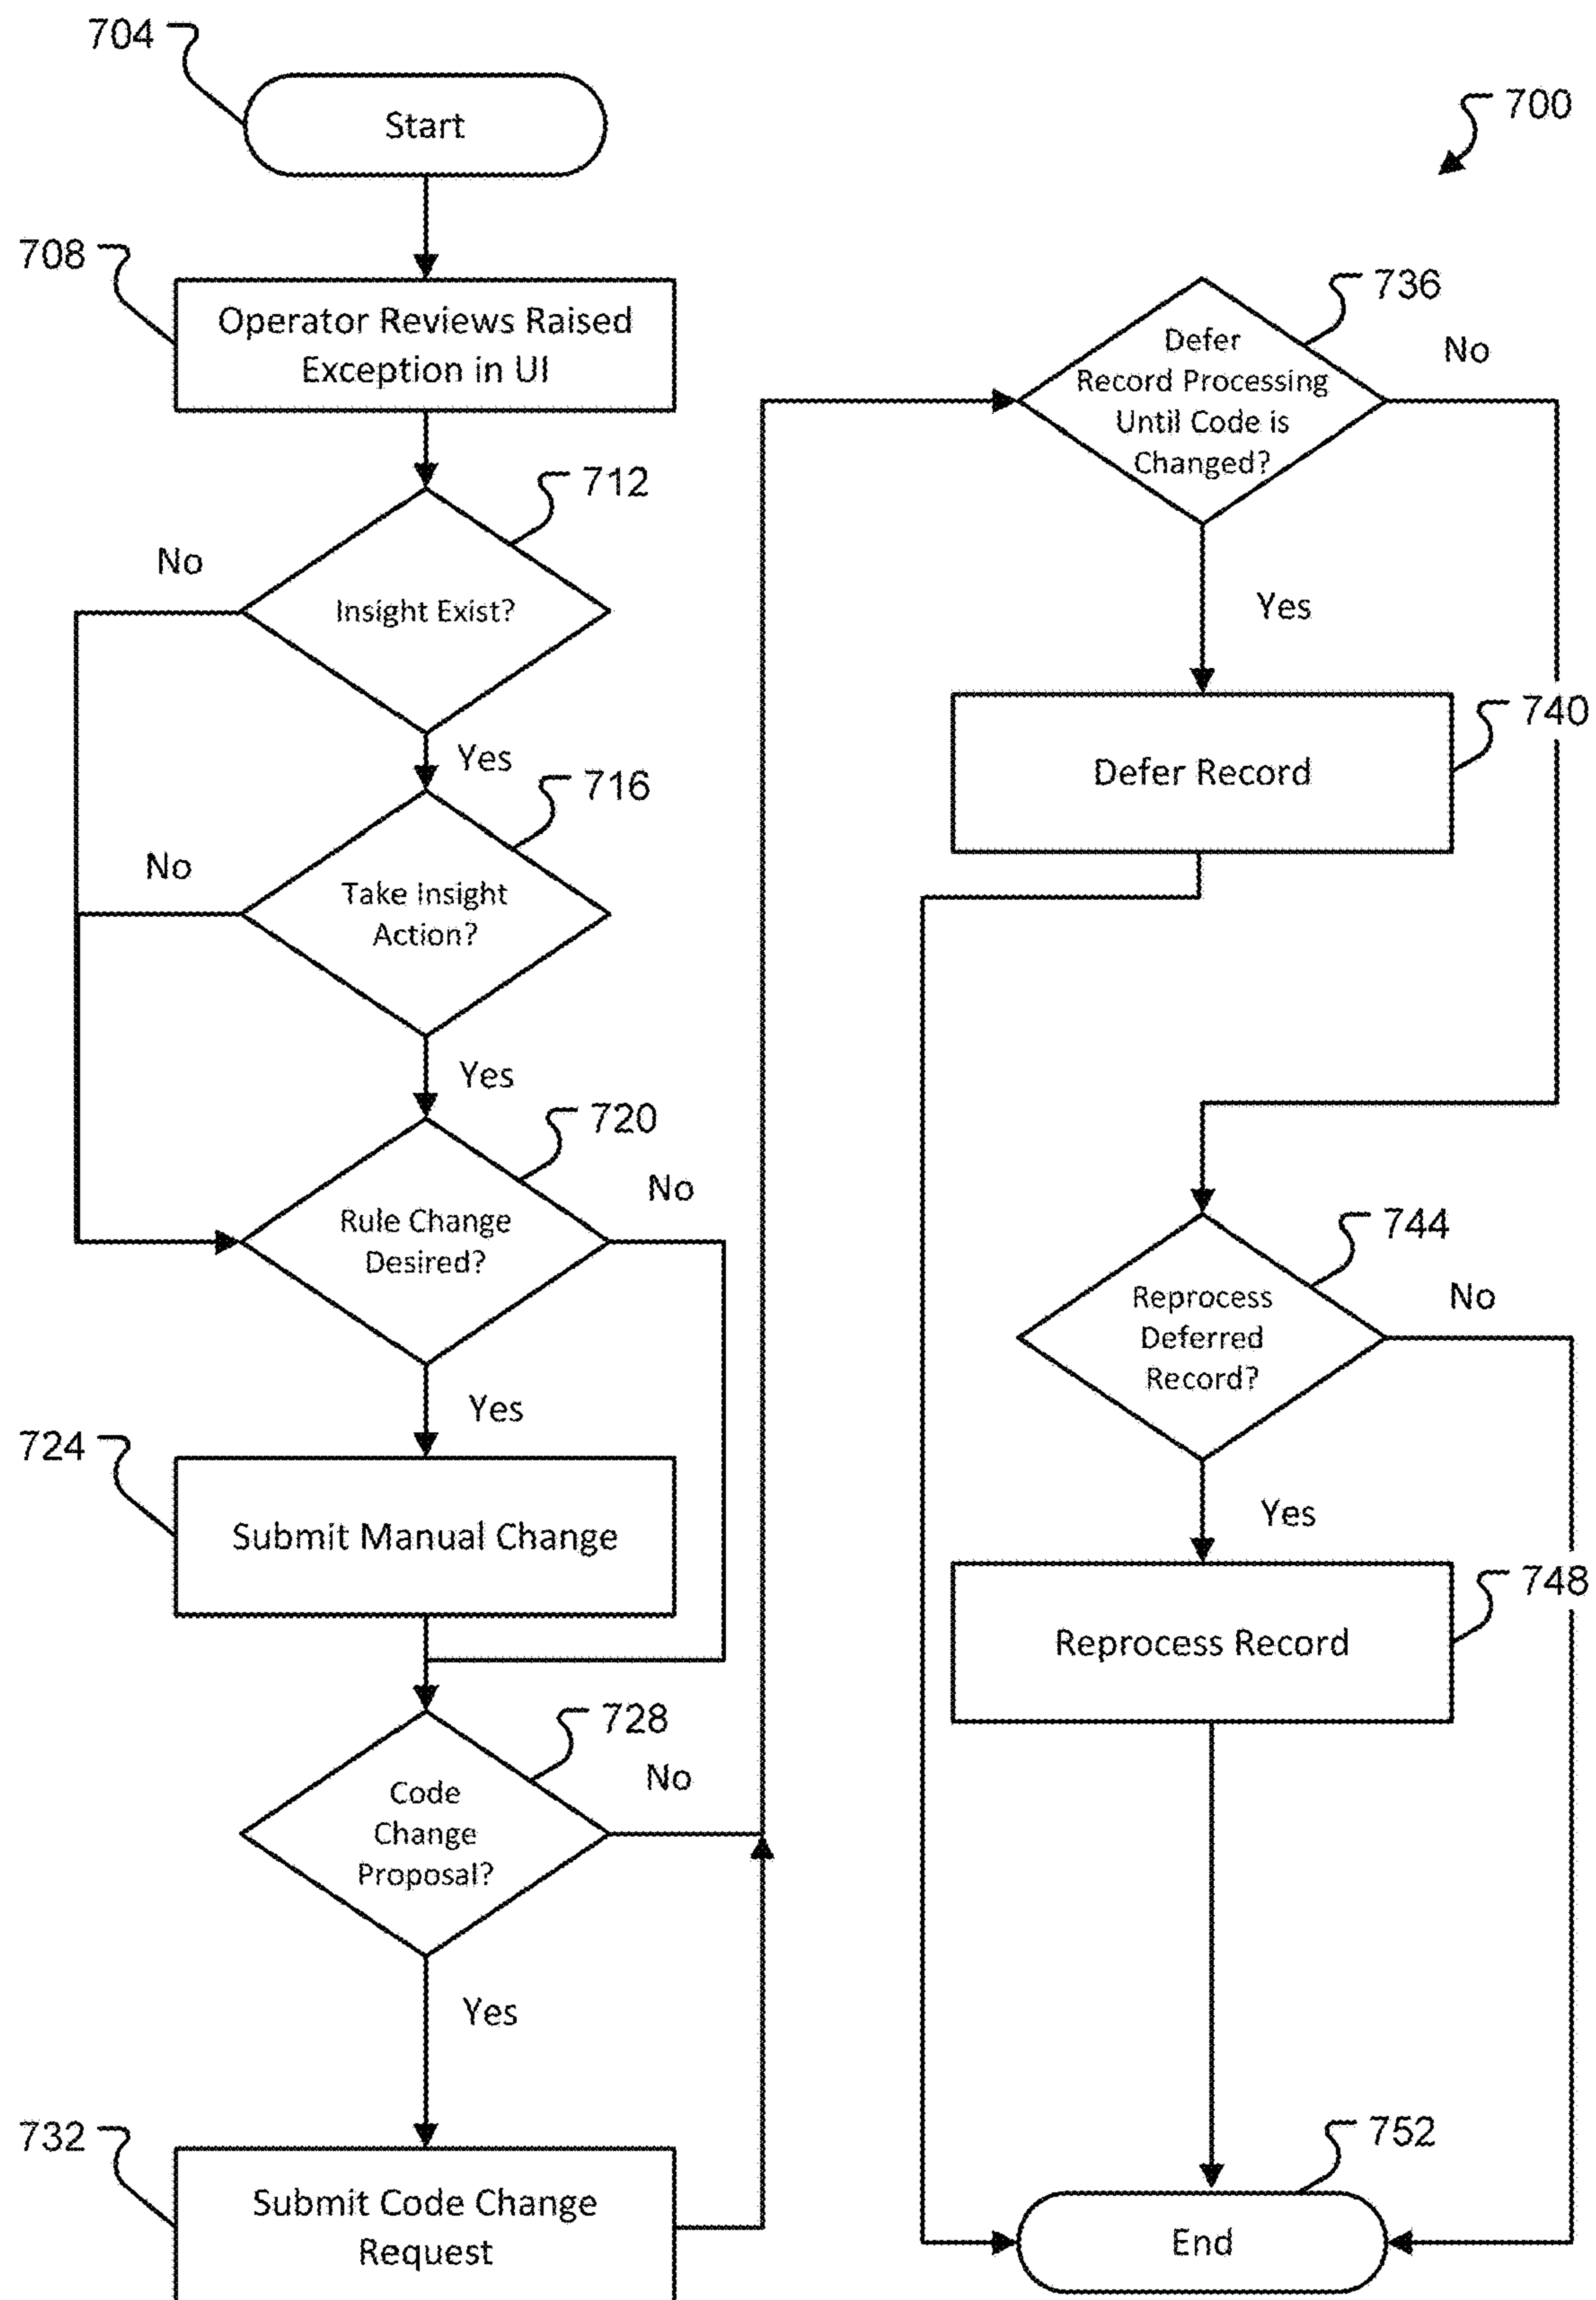 704
Start
708
Operator Reviews Raised
Exception in UI
712
No
Insight Exist?
Yes
716
No
Take Insight
Action?
Yes
720
No
Rule Change
Desired?
Yes
724
Submit Manual Change
728
No
Code
Change
Proposal?
Yes
732
Submit Code Change
Request
700
736
No
Defer
Record Processing
Until Code is
Changed?
Yes
740
Defer Record
744
No
Reprocess
Deferred
Record?
Yes
748
Reprocess Record
752
End